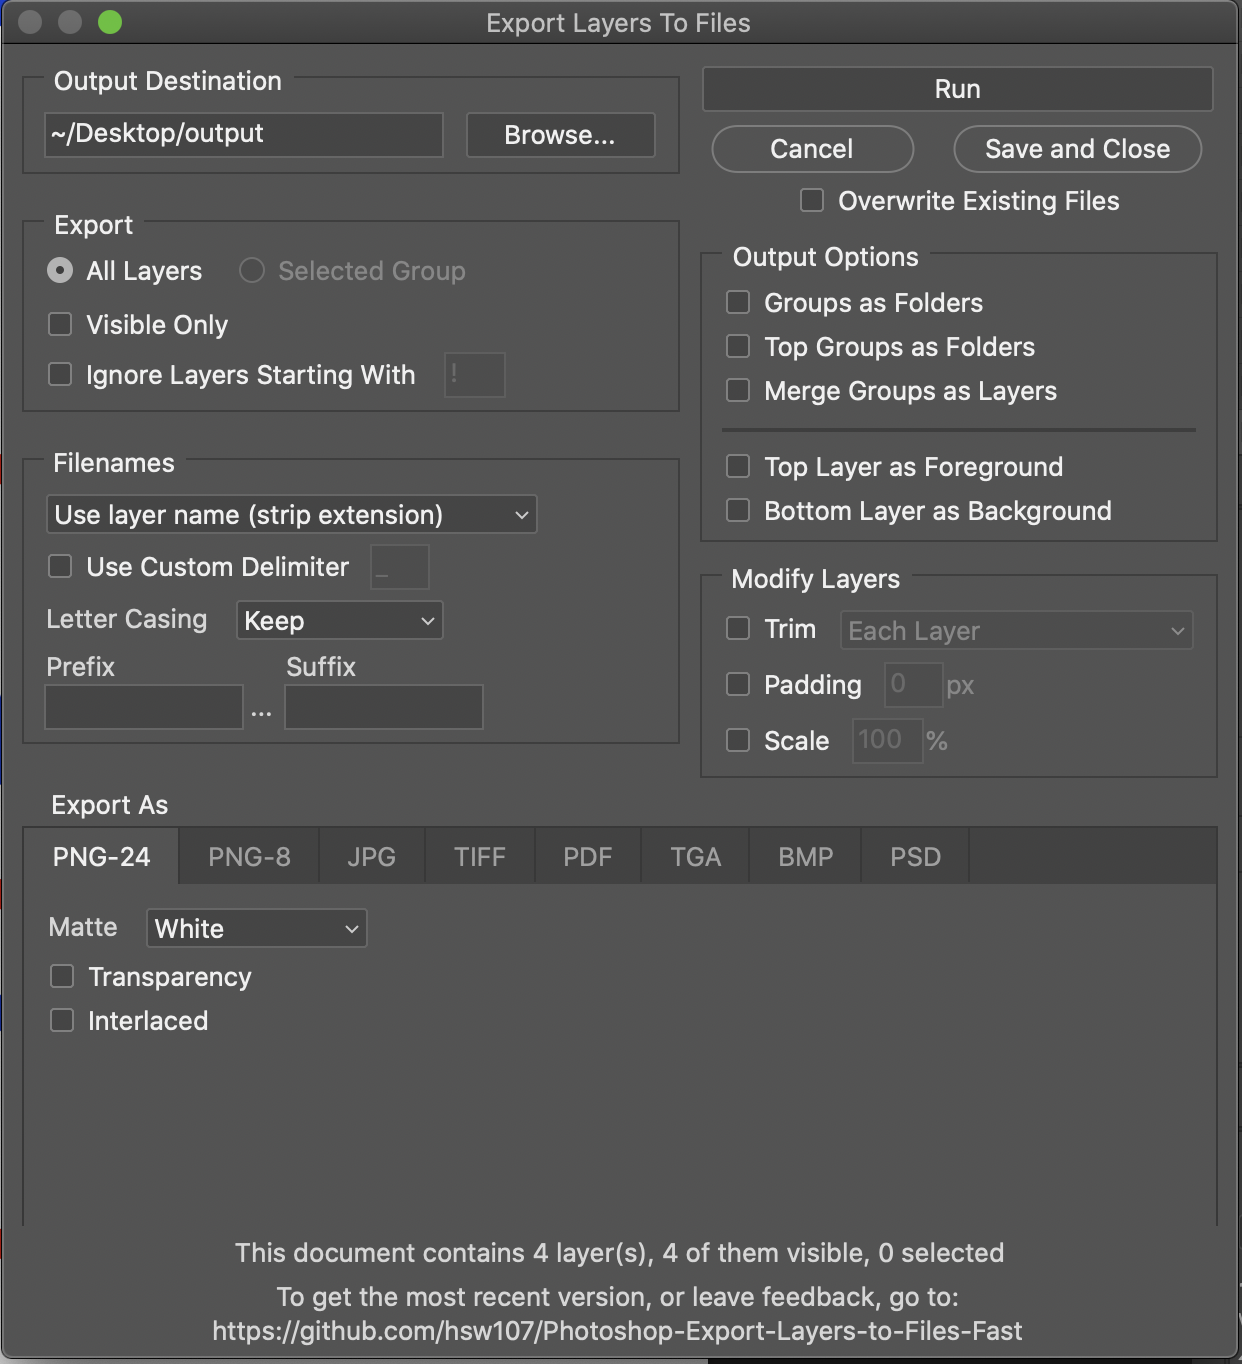 Export Layers To Files
Output Destination
~/Desktop/output
Browse...
Run
Cancel
Save and Close
Overwrite Existing Files
Export
All Layers
Selected Group
Visible Only
Ignore Layers Starting With
!
Filenames
Use layer name (strip extension)
Use Custom Delimiter
_
Letter Casing
Keep
Prefix
Suffix
...
Output Options
Groups as Folders
Top Groups as Folders
Merge Groups as Layers
Top Layer as Foreground
Bottom Layer as Background
Modify Layers
Trim
Each Layer
Padding
0
px
Scale
100
%
Export As
PNG-24
PNG-8
JPG
TIFF
PDF
TGA
BMP
PSD
Matte
White
Transparency
Interlaced
This document contains 4 layer(s), 4 of them visible, 0 selected
To get the most recent version, or leave feedback, go to:
https://github.com/hsw107/Photoshop-Export-Layers-to-Files-Fast